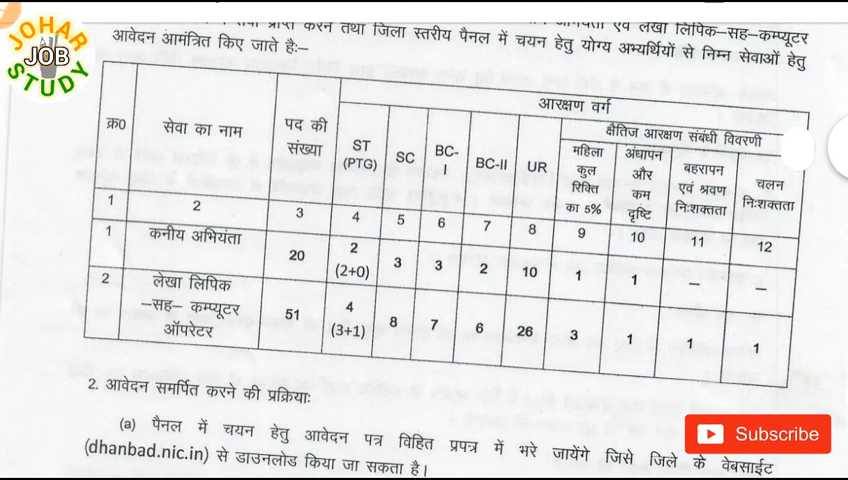 JOHAR
JOB
STUDY
लेखा लिपिक–सह–कम्प्यूटर
आवेदन आमंत्रित किए जाते हैः– तथा जिला स्तरीय पैनल में चयन हेतु योग्य अभ्यर्थियों से निम्न सेवाओं हेतु
क्र0
सेवा का नाम
पद की संख्या
आरक्षण वर्ग
ST (PTG)
SC
BC-I
BC-II
UR
क्षैतिज आरक्षण संबंधी विवरणी
महिला कुल रिक्ति का 5%
अंधापन और कम दृष्टि
बहरापन एवं श्रवण निःशक्तता
चलन निःशक्तता
1 2 3 4 5 6 7 8 9 10 11 12
1 कनीय अभियंता 20 2 (2+0) 3 3 2 10 1 1 – –
2 लेखा लिपिक –सह– कम्प्यूटर ऑपरेटर 51 4 (3+1) 8 7 6 26 3 1 1 1
2. आवेदन समर्पित करने की प्रक्रियाः
(a) पैनल में चयन हेतु आवेदन पत्र विहित प्रपत्र में भरे जायेंगे जिसे जिले के वेबसाईट
(dhanbad.nic.in) से डाउनलोड किया जा सकता है।
Subscribe